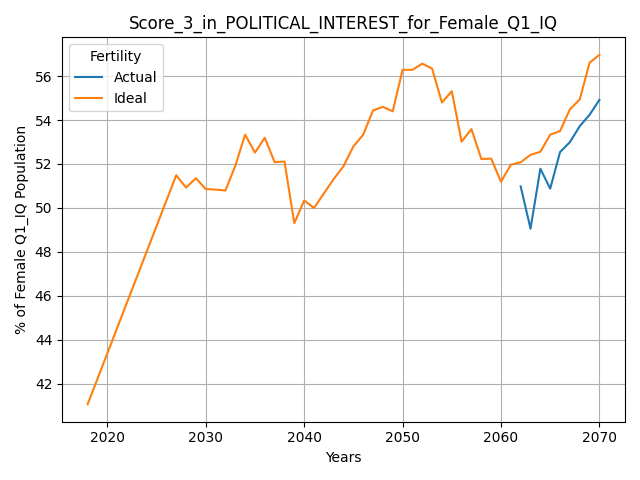 Score_3_in_POLITICAL_INTEREST_for_Female_Q1_IQ
Fertility
Actual
Ideal
% of Female Q1_IQ Population
56
54
52
50
48
46
44
42
2020
2030
2040
2050
2060
2070
Years